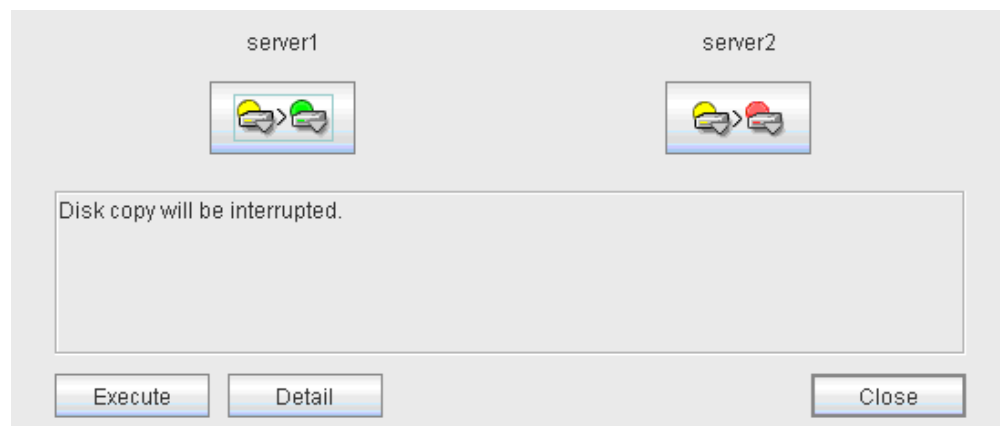 server1 server2
Disk copy will be interrupted.
Execute Detail Close